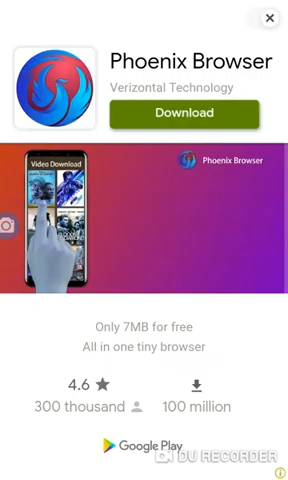 Phoenix Browser
Verizontal Technology
Download
Video Download
Phoenix Browser
Only 7MB for free
All in one tiny browser
4.6
300 thousand
100 million
Google Play
DU RECORDER